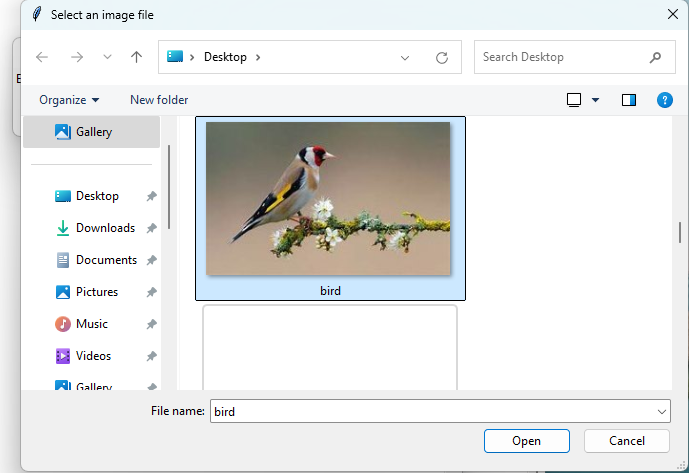 Select an image file
Desktop
Search Desktop
Organize
New folder
Gallery
Desktop
Downloads
Documents
Pictures
Music
Videos
Gallery
bird
File name: bird
Open
Cancel